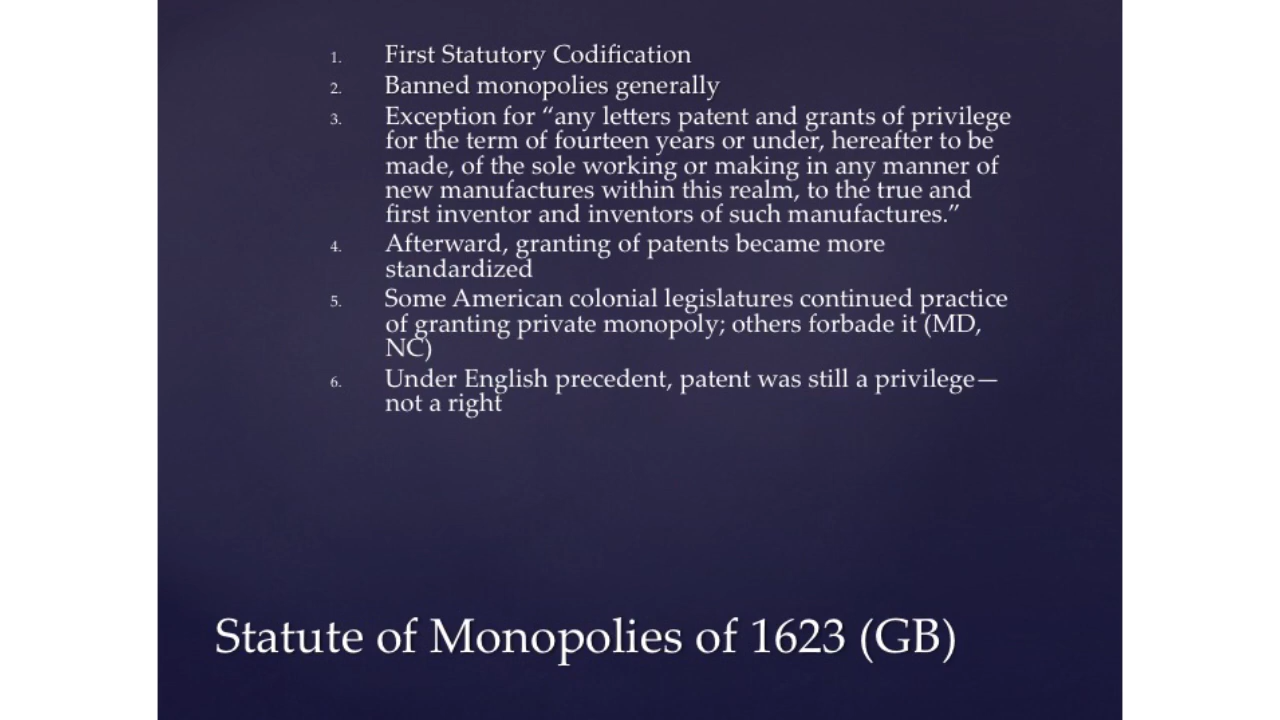 1. First Statutory Codification
2. Banned monopolies generally
3. Exception for “any letters patent and grants of privilege
for the term of fourteen years or under, hereafter to be
made, of the sole working or making in any manner of
new manufactures within this realm, to the true and
first inventor and inventors of such manufactures.”
4. Afterward, granting of patents became more
standardized
5. Some American colonial legislatures continued practice
of granting private monopoly; others forbade it (MD,
NC)
6. Under English precedent, patent was still a privilege—
not a right
Statute of Monopolies of 1623 (GB)